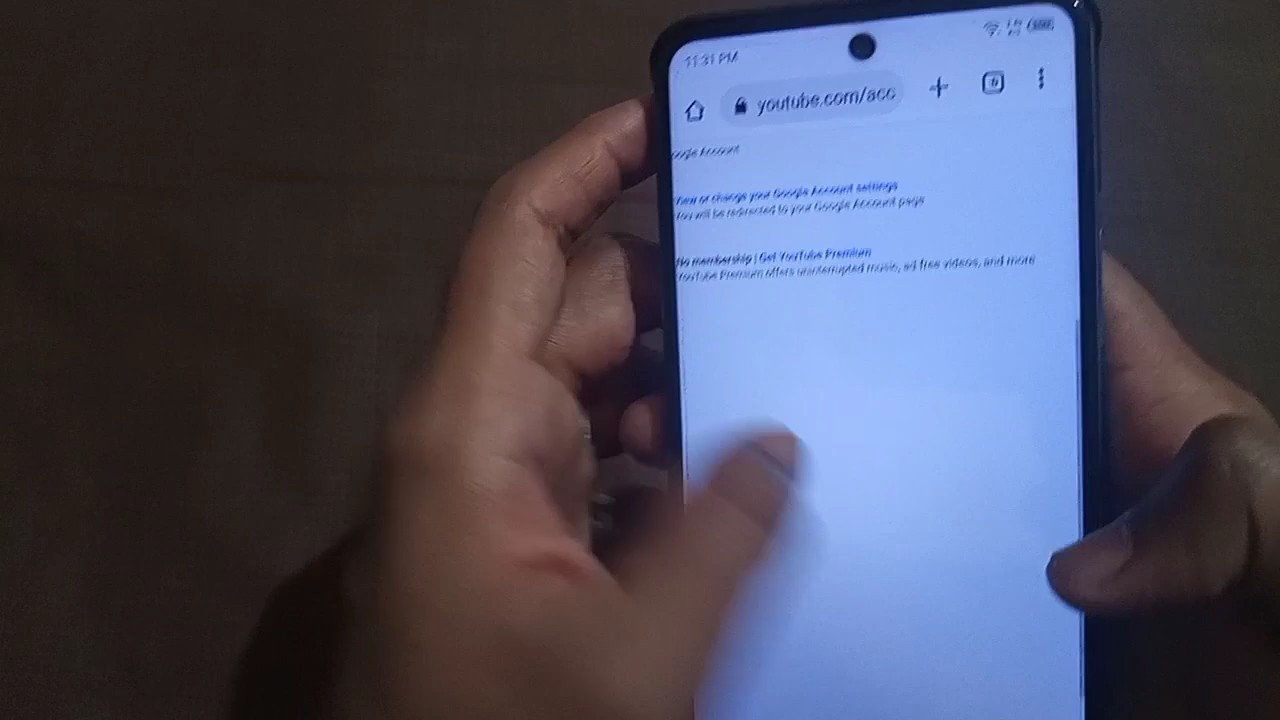 11:31 PM
youtube.com/acc
oogle Account
View or change your Google Account settings
You will be redirected to your Google Account page
No membership | Get YouTube Premium
YouTube Premium offers uninterrupted music, ad-free videos, and more